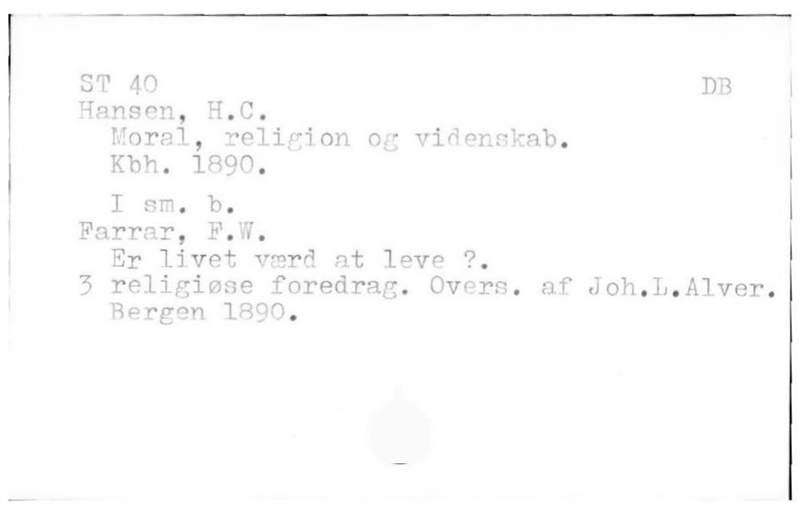 ST 40 DB
Hansen, H.C.
Moral, religion og videnskab.
Kbh. 1890.
I sm. b.
Farrar, F.W.
Er livet værd at leve ?.
3 religiøse foredrag. Overs. af Joh.L.Alver.
Bergen 1890.